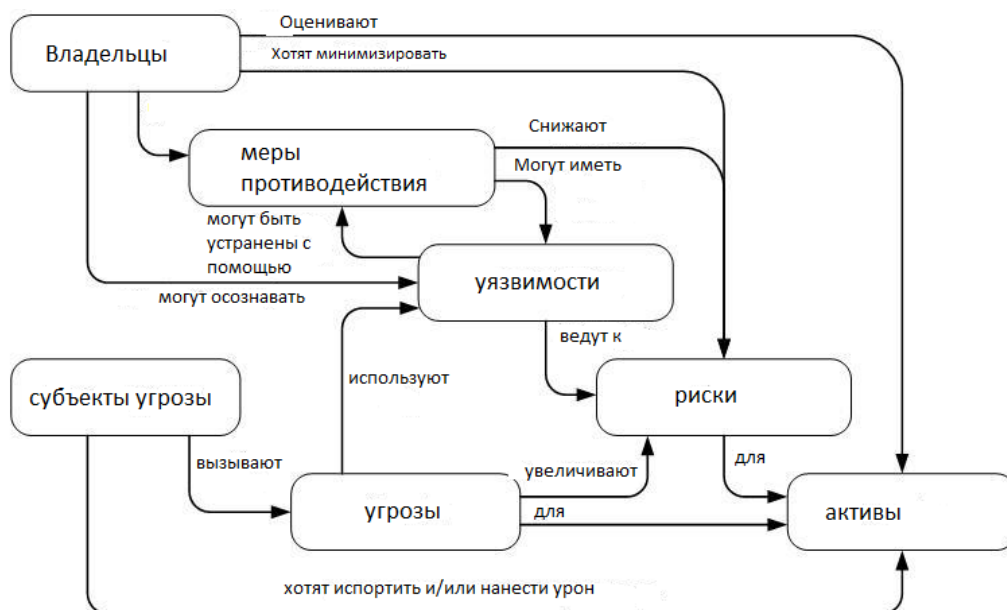 Оценивают
Владельцы
Хотят минимизировать
Снижают
меры
противодействия
Могут иметь
могут быть
устранены с
помощью
уязвимости
могут осознавать
ведут к
используют
субъекты угрозы
риски
вызывают
увеличивают
для
угрозы
для
активы
хотят испортить и/или нанести урон